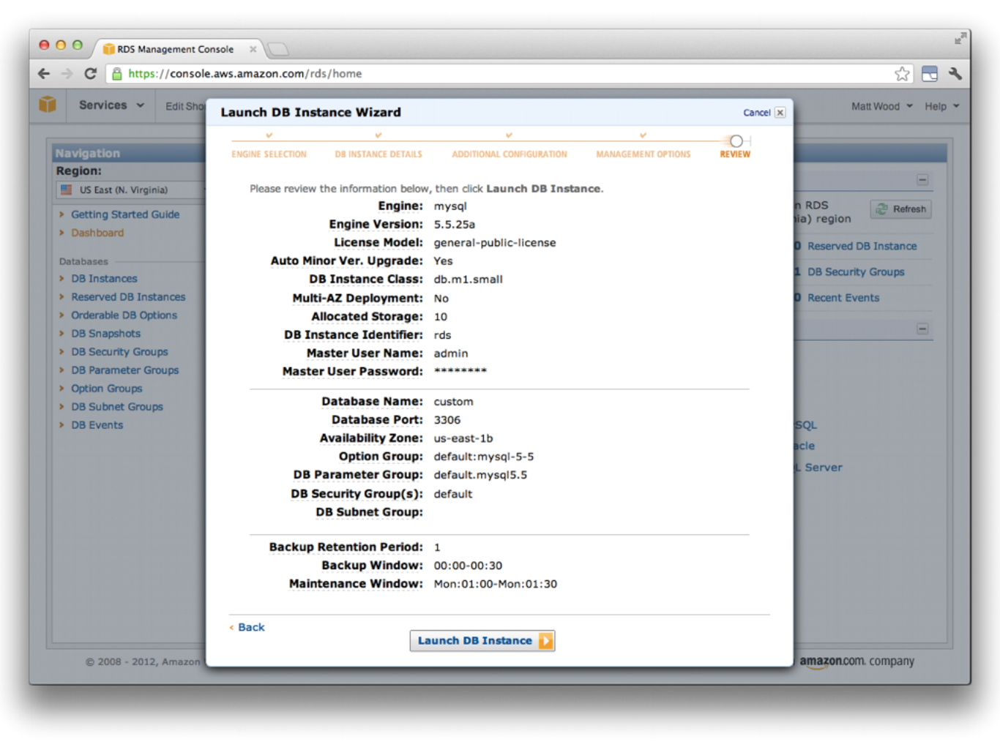 RDS Management Console
https://console.aws.amazon.com/rds/home
Services
Edit Sho
Matt Wood
Help
Launch DB Instance Wizard
Cancel
ENGINE SELECTION
DB INSTANCE DETAILS
ADDITIONAL CONFIGURATION
MANAGEMENT OPTIONS
REVIEW
Navigation
Region:
US East (N. Virginia)
Getting Started Guide
Dashboard
Databases
DB Instances
Reserved DB Instances
Orderable DB Options
DB Snapshots
DB Security Groups
DB Parameter Groups
Option Groups
DB Subnet Groups
DB Events
Please review the information below, then click Launch DB Instance.
Engine: mysql
Engine Version: 5.5.25a
License Model: general-public-license
Auto Minor Ver. Upgrade: Yes
DB Instance Class: db.m1.small
Multi-AZ Deployment: No
Allocated Storage: 10
DB Instance Identifier: rds
Master User Name: admin
Master User Password: ********
Database Name: custom
Database Port: 3306
Availability Zone: us-east-1b
Option Group: default:mysql-5-5
DB Parameter Group: default.mysql5.5
DB Security Group(s): default
DB Subnet Group:
Backup Retention Period: 1
Backup Window: 00:00-00:30
Maintenance Window: Mon:01:00-Mon:01:30
< Back
Launch DB Instance
n RDS
ia) region
Refresh
0 Reserved DB Instance
1 DB Security Groups
0 Recent Events
SQL
acle
L Server
© 2008 - 2012, Amazon
amazon.com. company